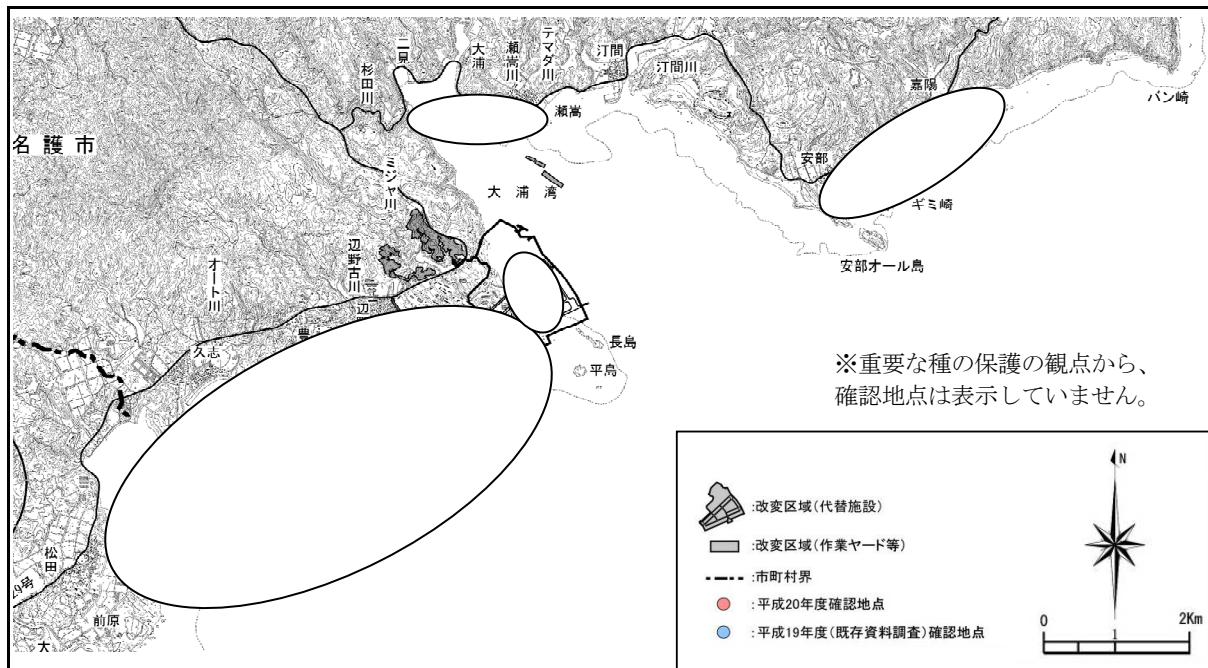 二見
大浦
瀬嵩川
テマダ川
汀間
杉田川
汀間川
嘉陽
バン崎
瀬嵩
名護市
安部
ミジャ川
大浦湾
ギミ崎
安部オール島
辺野古川
オート川
辺
豊
久志
長島
平島
※重要な種の保護の観点から、
確認地点は表示していません。
:改変区域(代替施設)
:改変区域(作業ヤード等)
:市町村界
:平成20年度確認地点
:平成19年度(既存資料調査)確認地点
N
0
1
2Km
松田
29号
前原
大